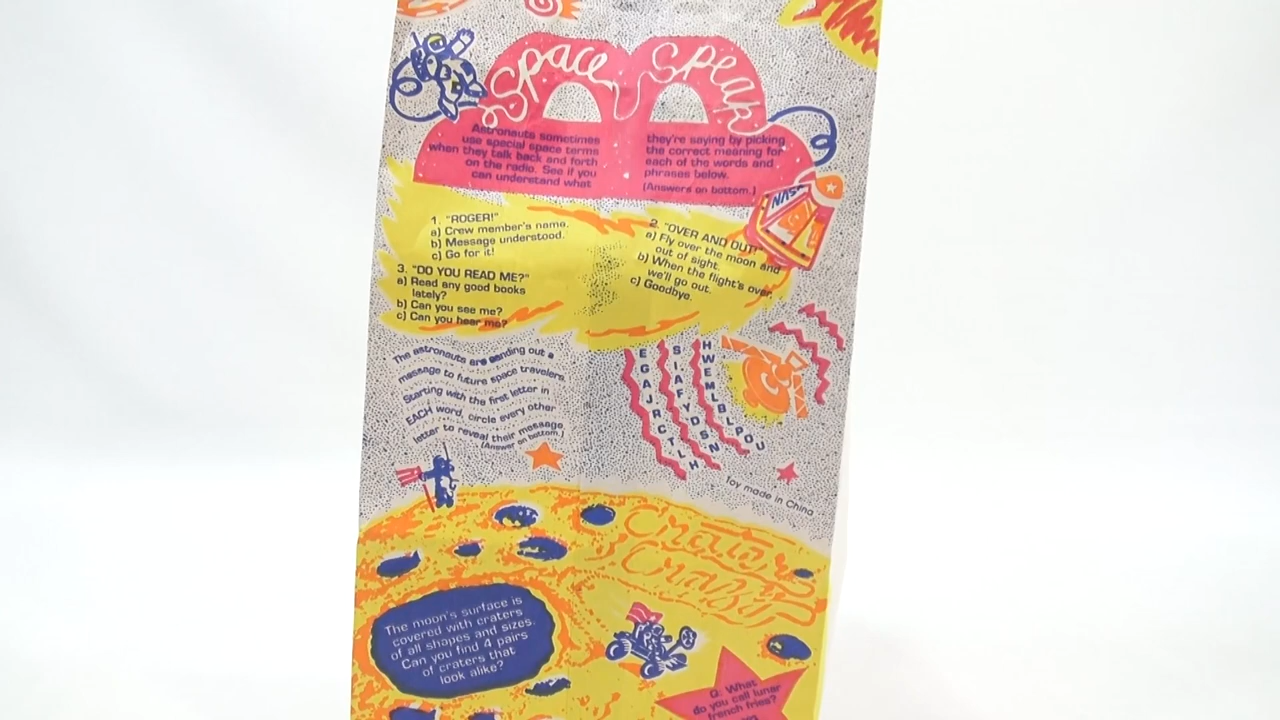 Space Speak
Astronauts sometimes
use special space terms
when they talk back and forth
on the radio. See if you
can understand what
they're saying by picking
the correct meaning for
each of the words and
phrases below.
(Answers on bottom.)
NASA
1. "ROGER!"
a) Crew member's name.
b) Message understood.
c) Go for it!
2. "OVER AND OUT!"
a) Fly over the moon and
out of sight.
b) When the flight's over,
we'll go out.
c) Goodbye.
3. "DO YOU READ ME?"
a) Read any good books
lately?
b) Can you see me?
c) Can you hear me?
The astronauts are sending out a
message to future space travelers.
Starting with the first letter in
EACH word, circle every other
letter to reveal their message.
(Answer on bottom.)
EGAJRCTLH
SIAFYDSN
HWEMLBLPOU
Toy made in China
Crater
Crazy
The moon's surface is
covered with craters
of all shapes and sizes.
Can you find 4 pairs
of craters that
look alike?
Q: What
do you call lunar
french fries?